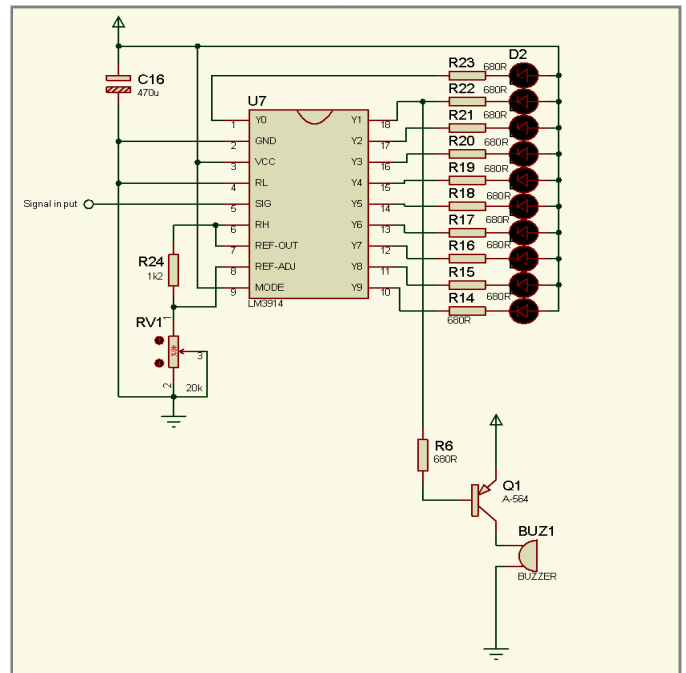 C16
470u
U7
LM3914
1 Y0
2 GND
3 VCC
4 RL
5 SIG
6 RH
7 REF-OUT
8 REF-ADJ
9 MODE
Y1 18
Y2 17
Y3 16
Y4 15
Y5 14
Y6 13
Y7 12
Y8 11
Y9 10
Signal input
R24
1k2
RV1
1
48%
3
2
20k
D2
R23 680R
R22 680R
R21 680R
R20 680R
R19 680R
R18 680R
R17 680R
R16 680R
R15 680R
R14
680R
R6
680R
Q1
A-564
BUZ1
BUZZER